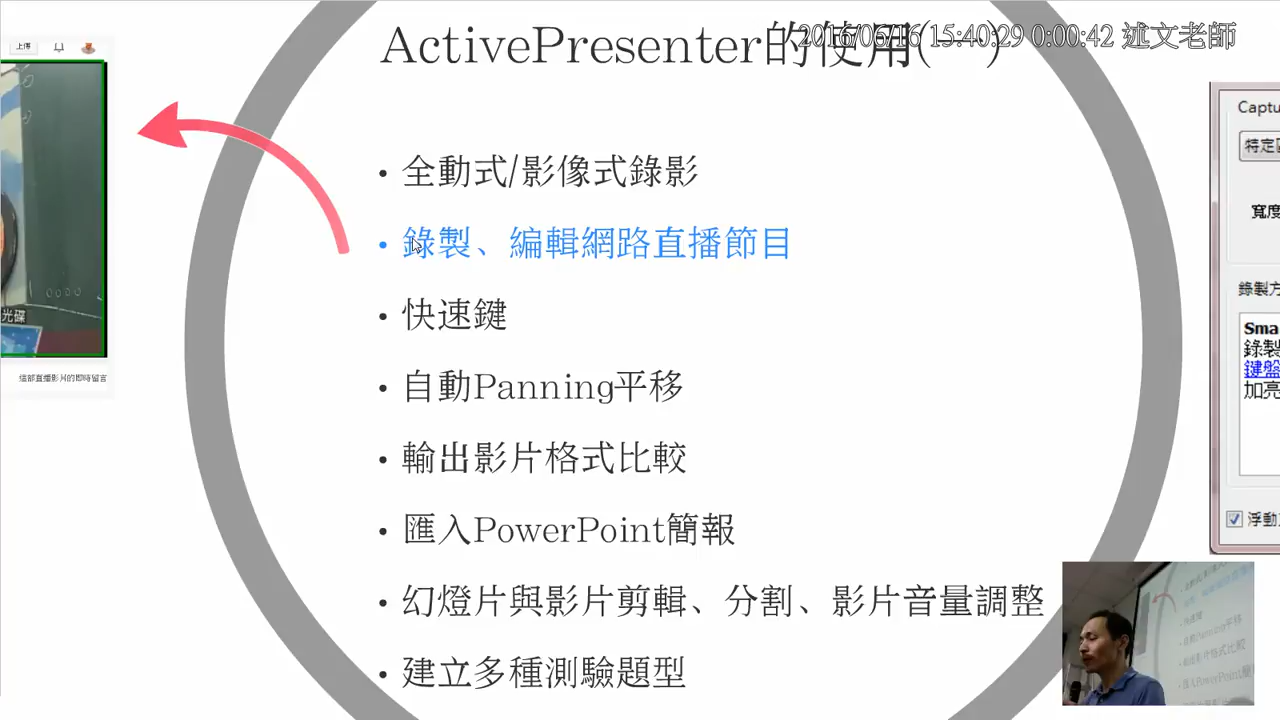 ActivePresenter的使用(一)
2016/06/16 15:40:29 0:00:42 述文老師
上傳
• 全動式/影像式錄影
• 錄製、編輯網路直播節目
• 快速鍵
• 自動Panning平移
• 輸出影片格式比較
• 匯入PowerPoint簡報
• 幻燈片與影片剪輯、分割、影片音量調整
• 建立多種測驗題型
光碟
這部直播影片的即時留言
Captu
特定
寬度
錄製方
Sma
錄製
鍵盤
加亮
浮動